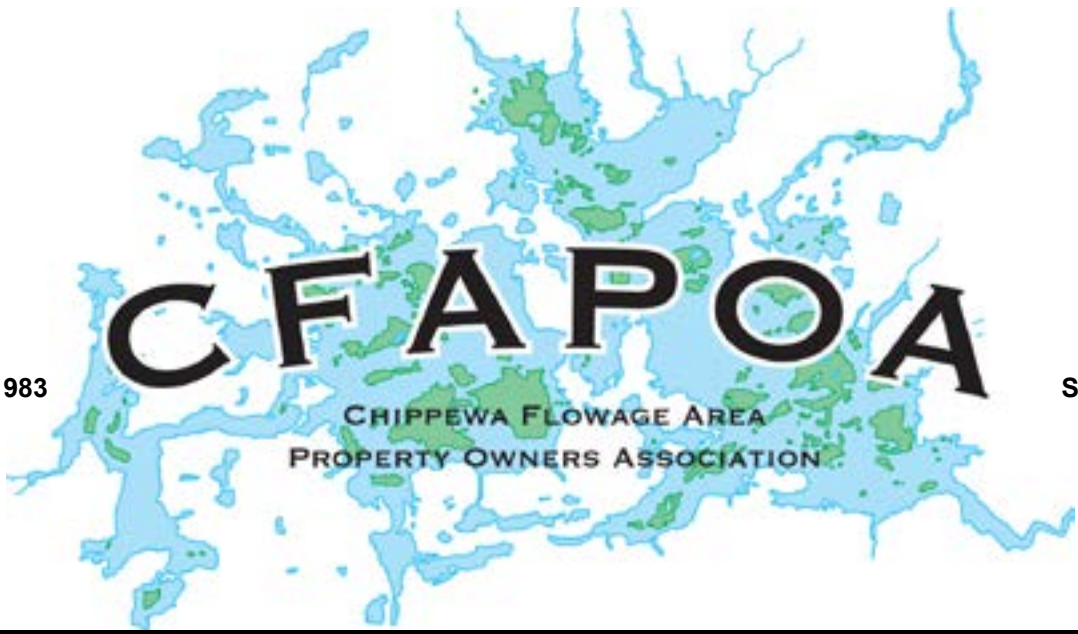 CFAPOA
983
S
CHIPPEWA FLOWAGE AREA
PROPERTY OWNERS ASSOCIATION